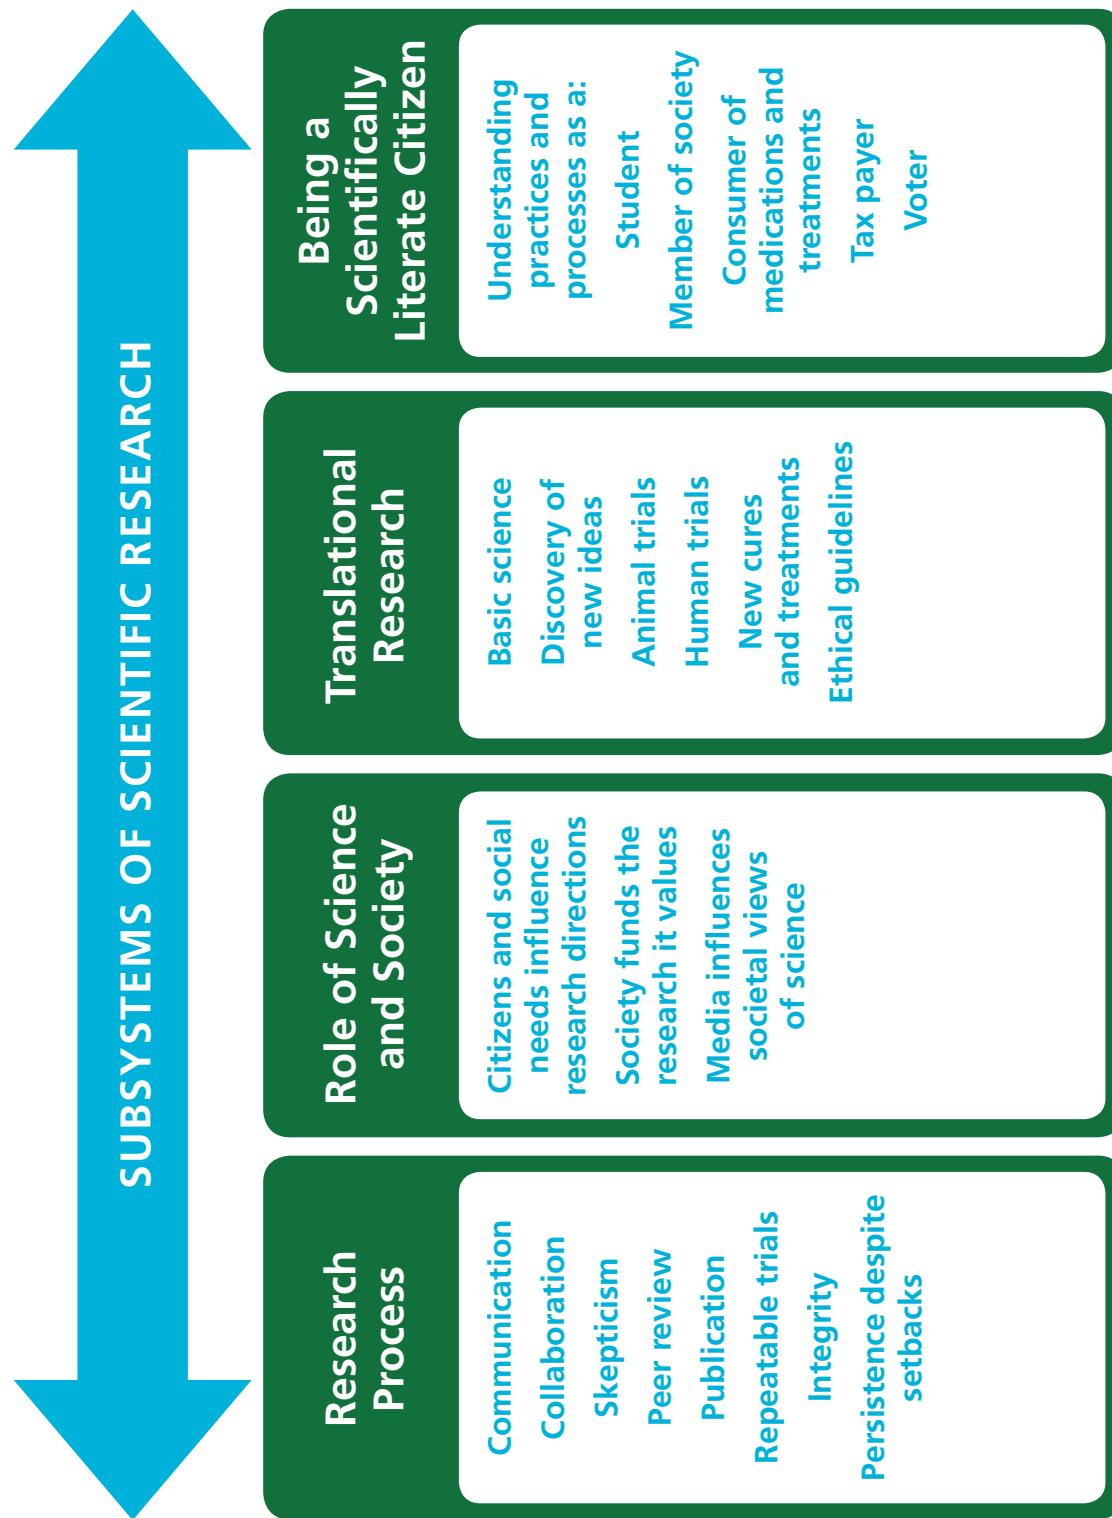 SUBSYSTEMS OF SCIENTIFIC RESEARCH
Research
Process
Communication
Collaboration
Skepticism
Peer review
Publication
Repeatable trials
Integrity
Persistence despite
setbacks
Role of Science
and Society
Citizens and social
needs influence
research directions
Society funds the
research it values
Media influences
societal views
of science
Translational
Research
Basic science
Discovery of
new ideas
Animal trials
Human trials
New cures
and treatments
Ethical guidelines
Being a
Scientifically
Literate Citizen
Understanding
practices and
processes as a:
Student
Member of society
Consumer of
medications and
treatments
Tax payer
Voter